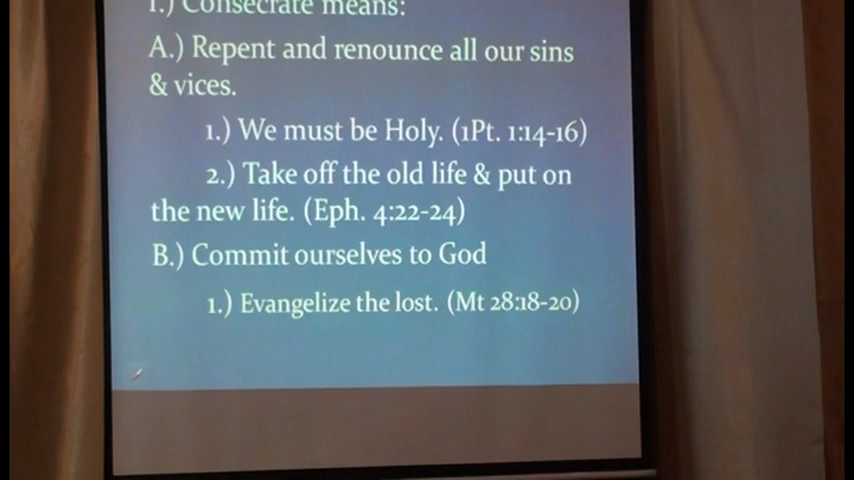 1.) Consecrate means:
A.) Repent and renounce all our sins
& vices.
1.) We must be Holy. (1Pt. 1:14-16)
2.) Take off the old life & put on
the new life. (Eph. 4:22-24)
B.) Commit ourselves to God
1.) Evangelize the lost. (Mt 28:18-20)